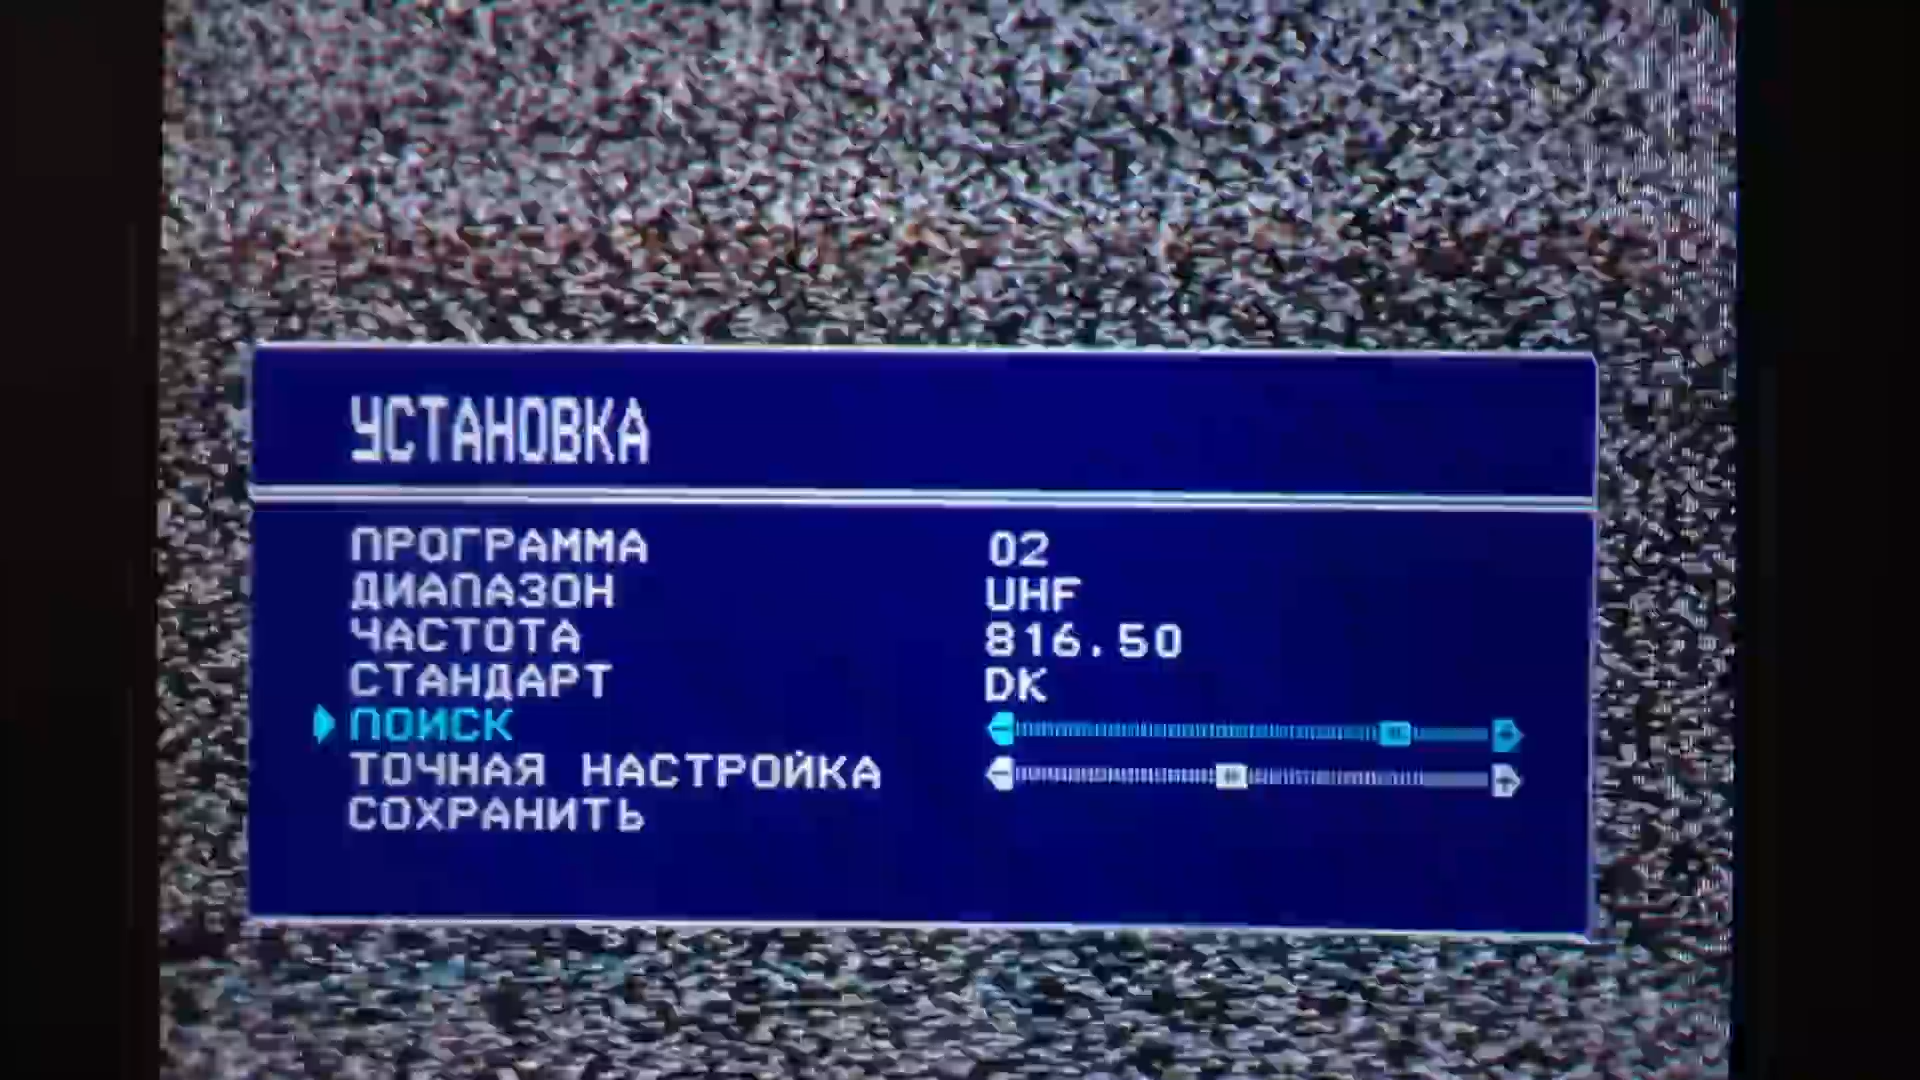 УСТАНОВКА
ПРОГРАММА 02
ДИАПАЗОН UHF
ЧАСТОТА 816.50
СТАНДАРТ DK
ПОИСК
ТОЧНАЯ НАСТРОЙКА
СОХРАНИТЬ